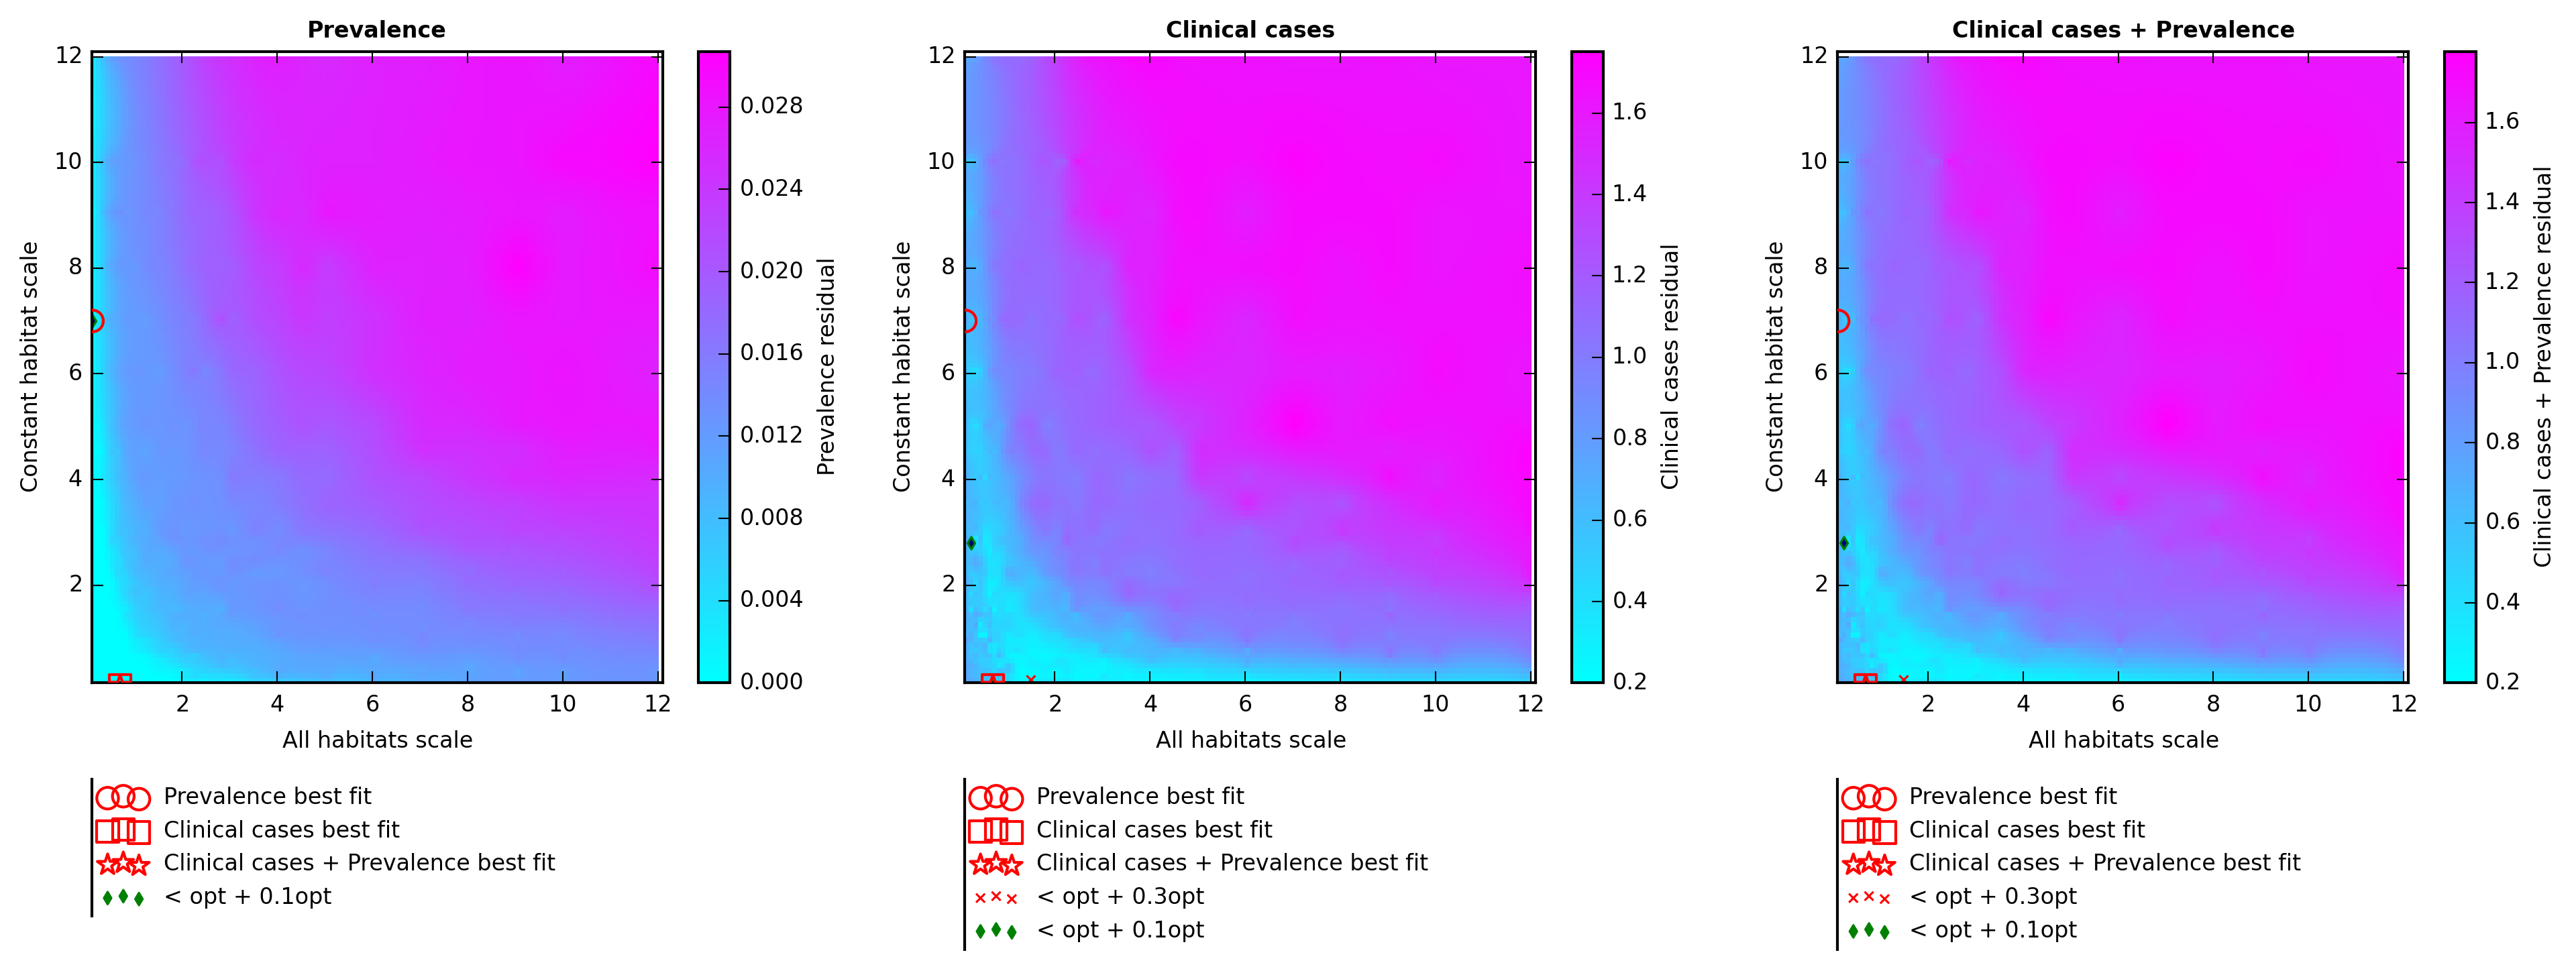 Prevalence
Constant habitat scale
12
10
8
6
4
2
2 4 6 8 10 12
All habitats scale
0.028
0.024
0.020
0.016
0.012
0.008
0.004
0.000
Prevalence residual
Prevalence best fit
Clinical cases best fit
Clinical cases + Prevalence best fit
< opt + 0.1opt
Clinical cases
Constant habitat scale
12
10
8
6
4
2
2 4 6 8 10 12
All habitats scale
1.6
1.4
1.2
1.0
0.8
0.6
0.4
0.2
Clinical cases residual
Prevalence best fit
Clinical cases best fit
Clinical cases + Prevalence best fit
< opt + 0.3opt
< opt + 0.1opt
Clinical cases + Prevalence
Constant habitat scale
12
10
8
6
4
2
2 4 6 8 10 12
All habitats scale
1.6
1.4
1.2
1.0
0.8
0.6
0.4
0.2
Clinical cases + Prevalence residual
Prevalence best fit
Clinical cases best fit
Clinical cases + Prevalence best fit
< opt + 0.3opt
< opt + 0.1opt